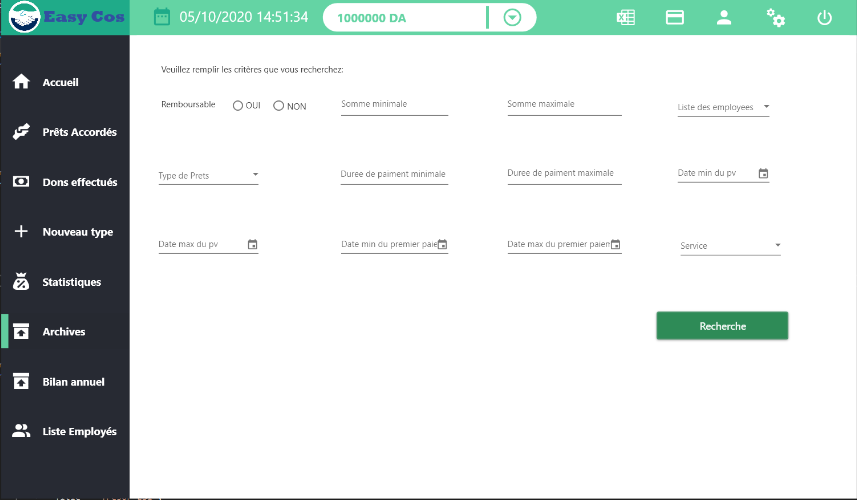 Easy Cos
05/10/2020 14:51:34
1000000 DA
Accueil
Prêts Accordés
Dons effectués
Nouveau type
Statistiques
Archives
Bilan annuel
Liste Employés
Veuillez remplir les critères que vous recherchez:
Remboursable OUI NON Somme minimale Somme maximale Liste des employees
Type de Prets Duree de paiment minimale Duree de paiment maximale Date min du pv
Date max du pv Date min du premier paie Date max du premier paiem Service
Recherche